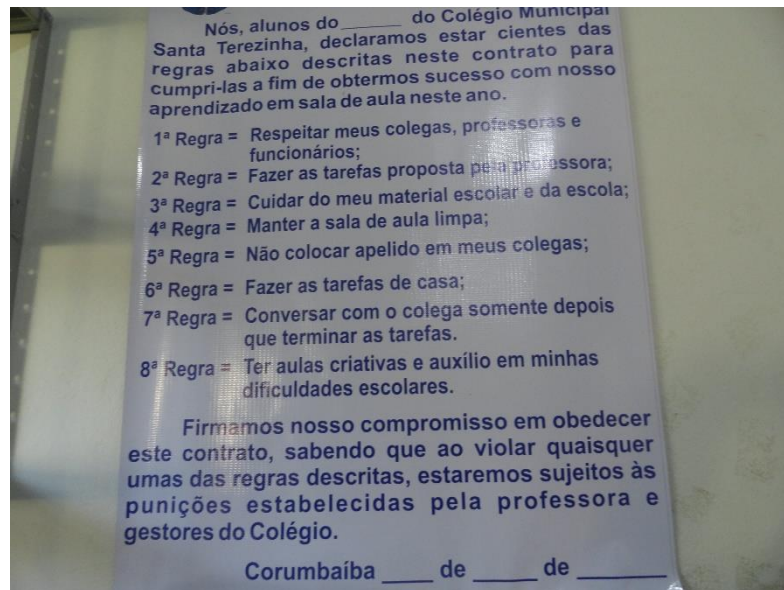 Nós, alunos do______ do Colégio Municipal
Santa Terezinha, declaramos estar cientes das
regras abaixo descritas neste contrato para
cumpri-las a fim de obtermos sucesso com nosso
aprendizado em sala de aula neste ano.
1ª Regra = Respeitar meus colegas, professoras e
funcionários;
2ª Regra = Fazer as tarefas proposta pela professora;
3ª Regra = Cuidar do meu material escolar e da escola;
4ª Regra = Manter a sala de aula limpa;
5ª Regra = Não colocar apelido em meus colegas;
6ª Regra = Fazer as tarefas de casa;
7ª Regra = Conversar com o colega somente depois
que terminar as tarefas.
8ª Regra = Ter aulas criativas e auxílio em minhas
dificuldades escolares.
Firmamos nosso compromisso em obedecer
este contrato, sabendo que ao violar quaisquer
umas das regras descritas, estaremos sujeitos às
punições estabelecidas pela professora e
gestores do Colégio.
Corumbaíba ____ de _____ de _______